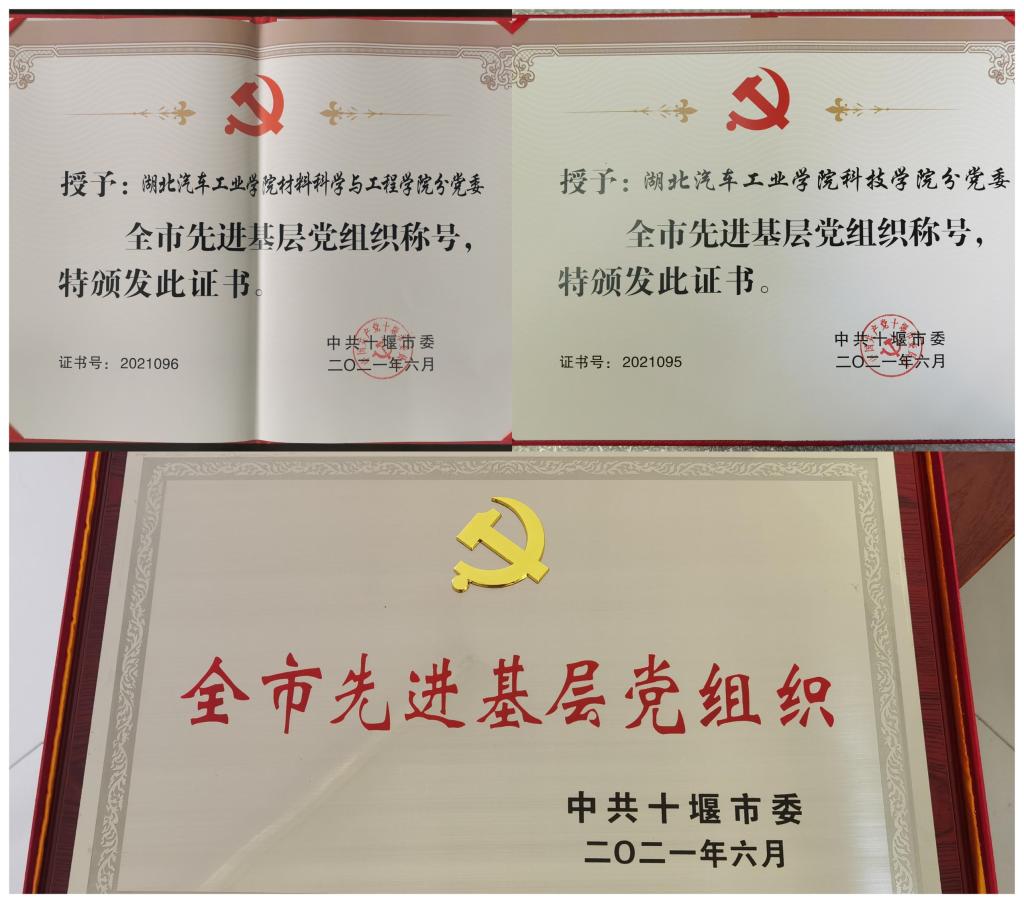 授予：湖北汽车工业学院材料科学与工程学院分党委
全市先进基层党组织称号，
特颁发此证书。
中共十堰市委
证书号：2021096
二〇二一年六月
授予：湖北汽车工业学院科技学院分党委
全市先进基层党组织称号，
特颁发此证书。
中共十堰市委
证书号：2021095
二〇二一年六月
全市先进基层党组织
中共十堰市委
二〇二一年六月